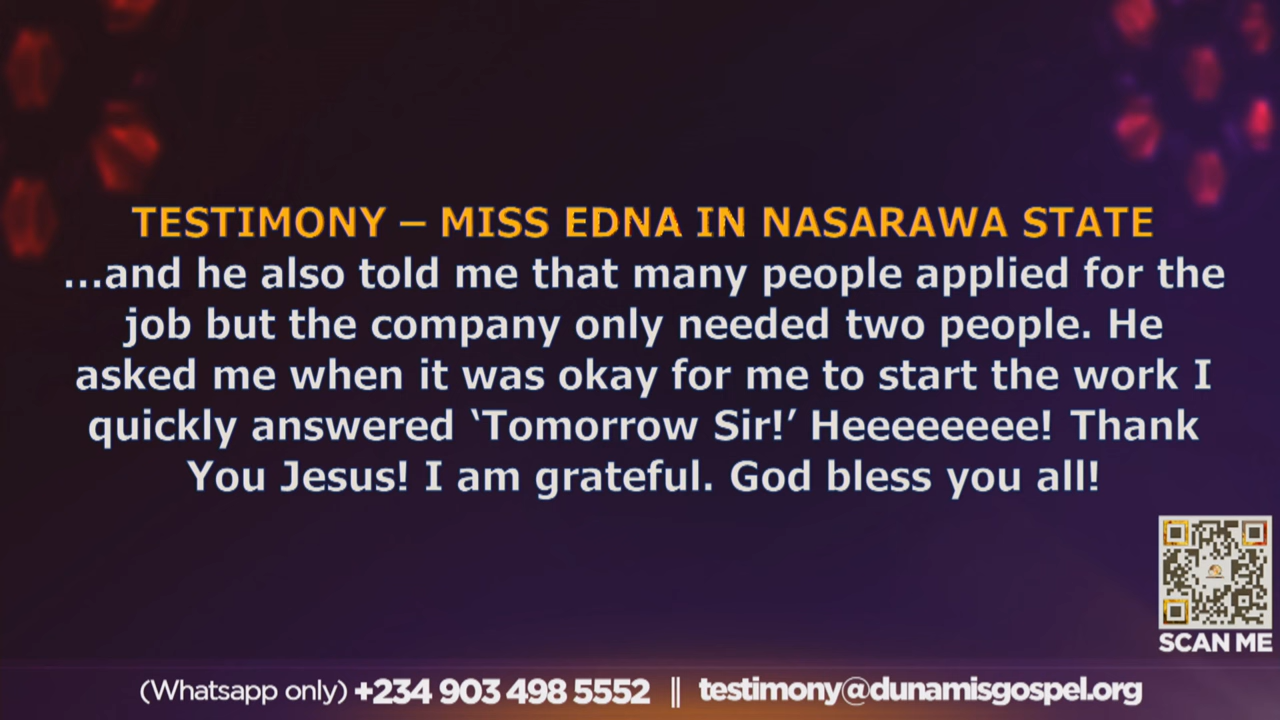 TESTIMONY – MISS EDNA IN NASARAWA STATE
...and he also told me that many people applied for the
job but the company only needed two people. He
asked me when it was okay for me to start the work I
quickly answered ‘Tomorrow Sir!’ Heeeeeeee! Thank
You Jesus! I am grateful. God bless you all!
SCAN ME
(Whatsapp only) +234 903 498 5552 || testimony@dunamisgospel.org